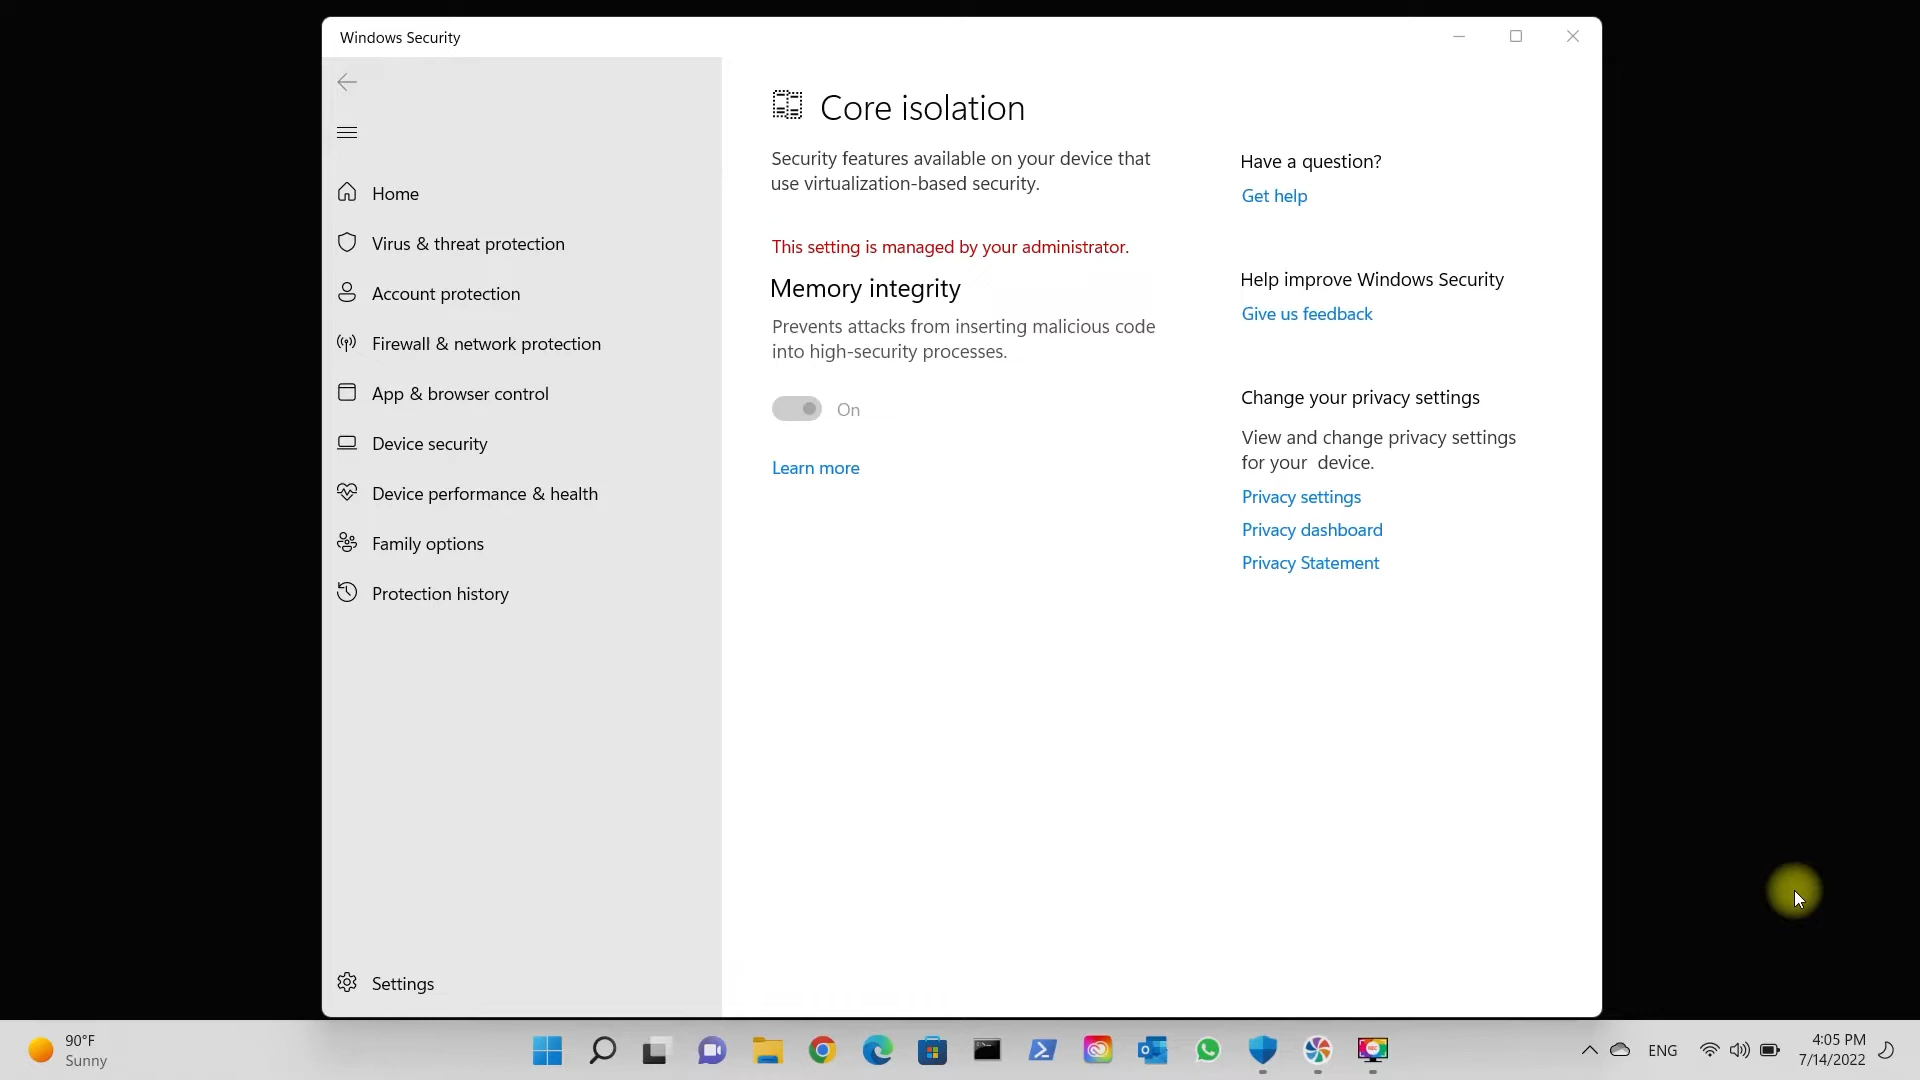 Windows Security
Core isolation
Security features available on your device that
use virtualization-based security.
This setting is managed by your administrator.
Memory integrity
Prevents attacks from inserting malicious code
into high-security processes.
On
Learn more
Have a question?
Get help
Help improve Windows Security
Give us feedback
Change your privacy settings
View and change privacy settings
for your device.
Privacy settings
Privacy dashboard
Privacy Statement
Home
Virus & threat protection
Account protection
Firewall & network protection
App & browser control
Device security
Device performance & health
Family options
Protection history
Settings
90°F
Sunny
ENG
4:05 PM
7/14/2022